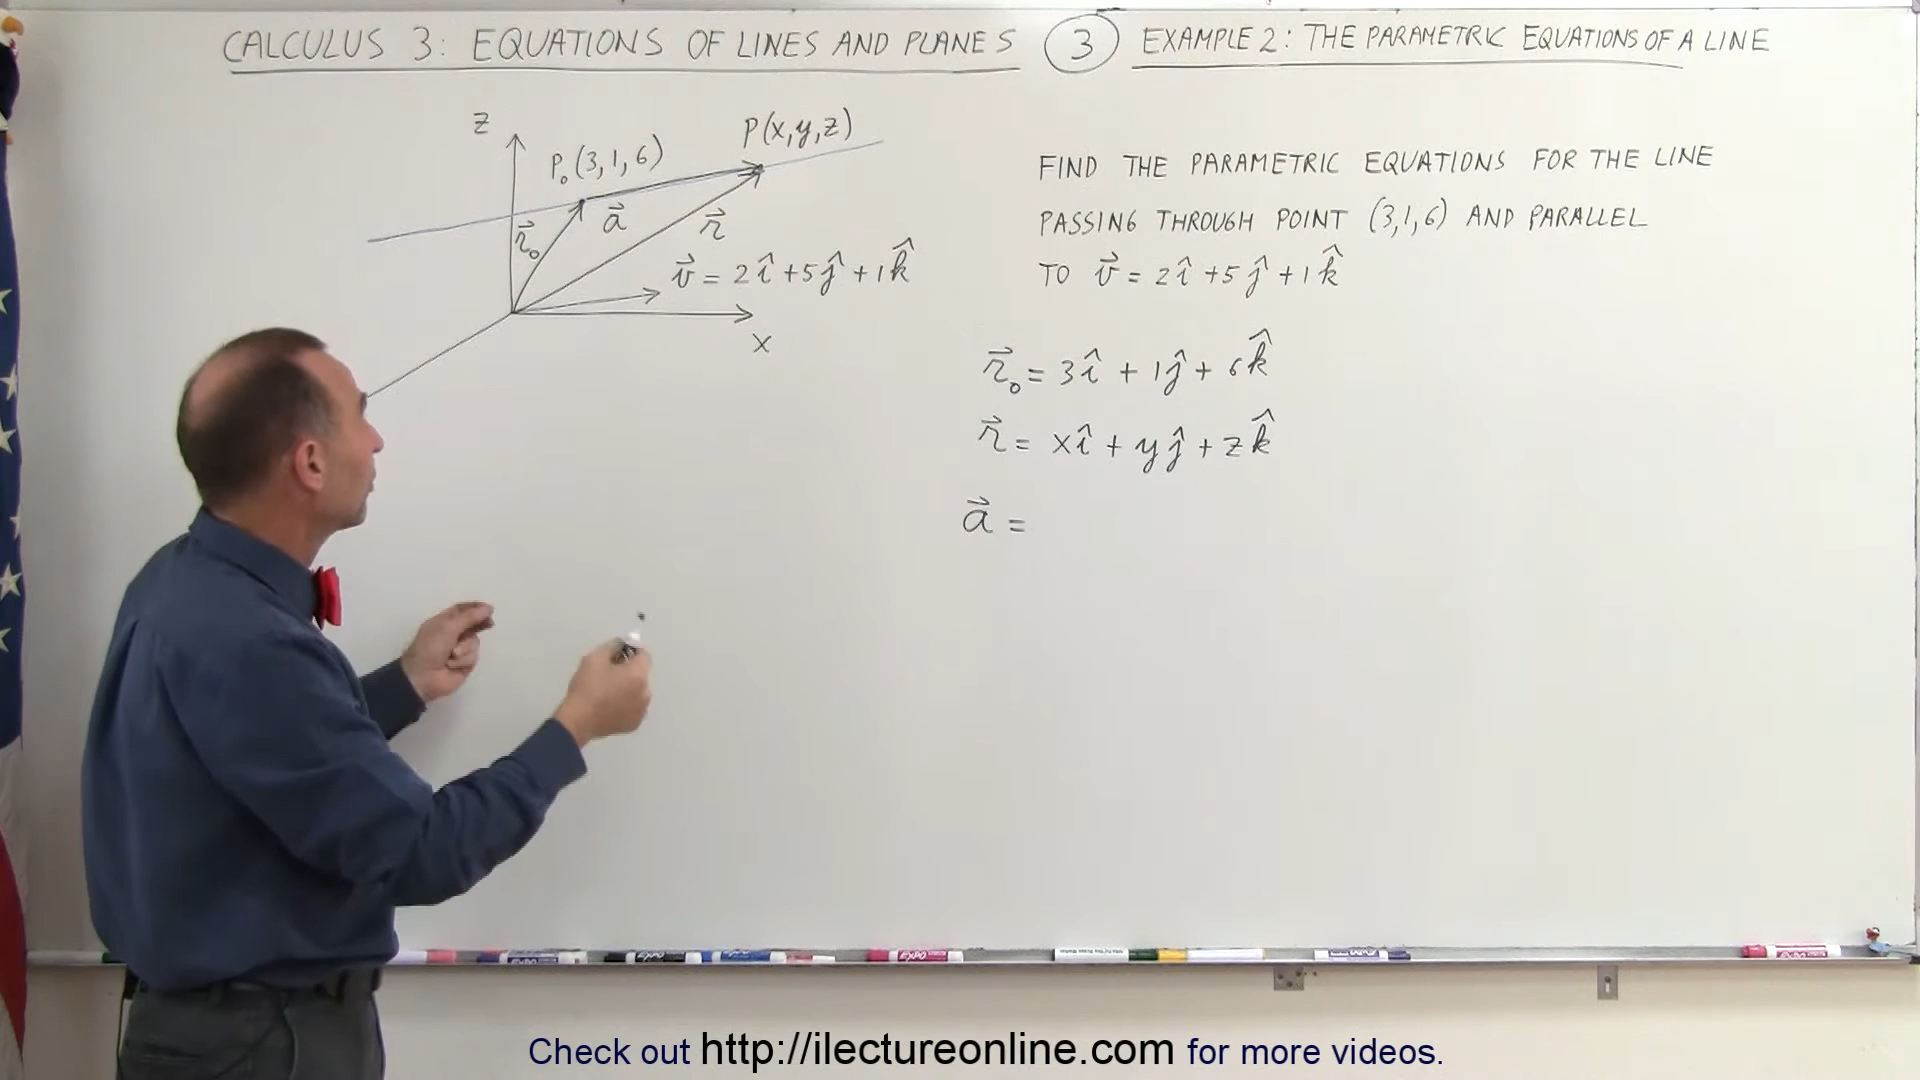 CALCULUS 3: EQUATIONS OF LINES AND PLANES ③ EXAMPLE 2: THE PARAMETRIC EQUATIONS OF A LINE
z
P₀(3,1,6)
P(x,y,z)
r⃗₀
a⃗
r⃗
v⃗ = 2î + 5ĵ + 1k̂
x
FIND THE PARAMETRIC EQUATIONS FOR THE LINE
PASSING THROUGH POINT (3,1,6) AND PARALLEL
TO v⃗ = 2î + 5ĵ + 1k̂
r⃗₀ = 3î + 1ĵ + 6k̂
r⃗ = xî + yĵ + zk̂
a⃗ =
EXPO
Check out http://ilectureonline.com for more videos.